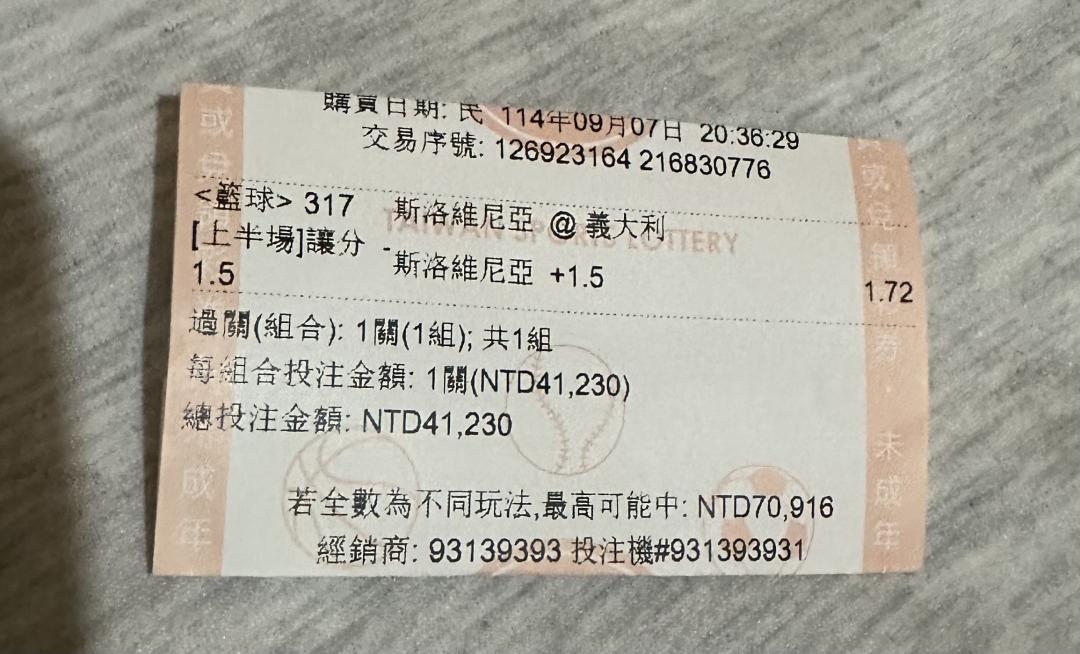 購買日期: 民 114年09月07日 20:36:29
交易序號: 126923164 216830776
<籃球> 317 斯洛維尼亞 @ 義大利
TAIWAN SPORTS LOTTERY
[上半場]讓分 - 斯洛維尼亞 +1.5
1.5 1.72
過關(組合): 1關(1組); 共1組
每組合投注金額: 1關(NTD41,230)
總投注金額: NTD41,230
若全數為不同玩法,最高可能中: NTD70,916
經銷商: 93139393 投注機#931393931
未成年
成年